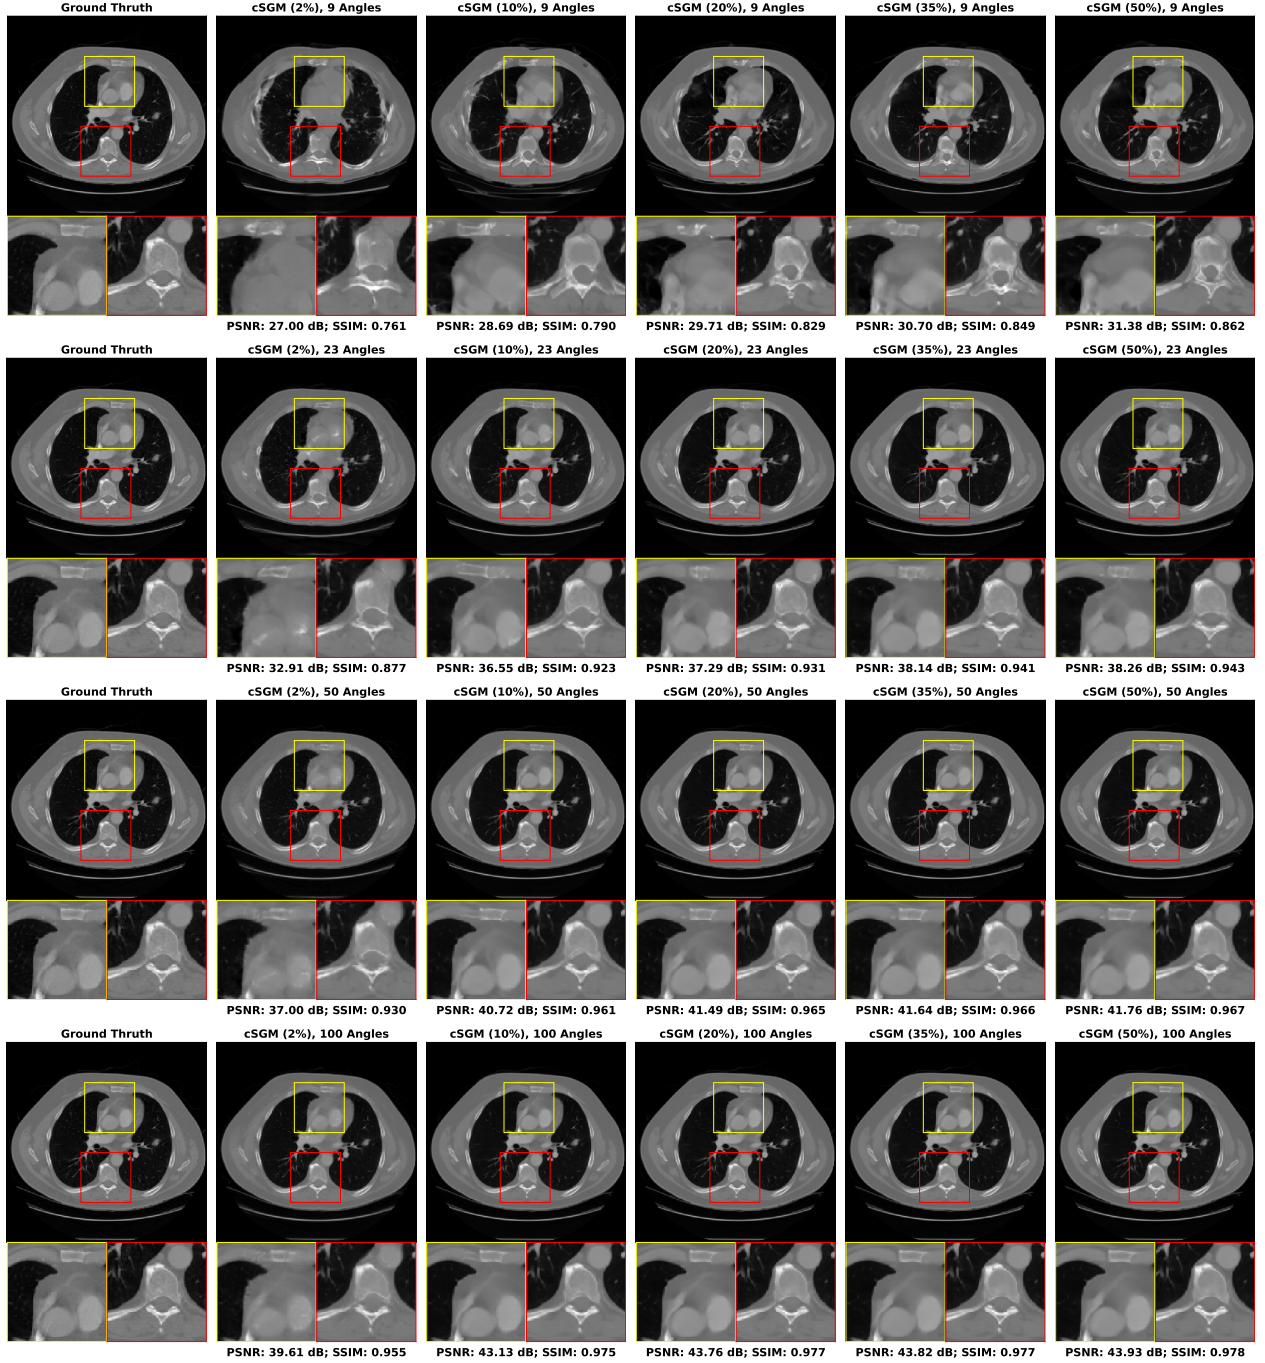 Ground Thruth cSGM (2%), 9 Angles cSGM (10%), 9 Angles cSGM (20%), 9 Angles cSGM (35%), 9 Angles cSGM (50%), 9 Angles
PSNR: 27.00 dB; SSIM: 0.761 PSNR: 28.69 dB; SSIM: 0.790 PSNR: 29.71 dB; SSIM: 0.829 PSNR: 30.70 dB; SSIM: 0.849 PSNR: 31.38 dB; SSIM: 0.862
Ground Thruth cSGM (2%), 23 Angles cSGM (10%), 23 Angles cSGM (20%), 23 Angles cSGM (35%), 23 Angles cSGM (50%), 23 Angles
PSNR: 32.91 dB; SSIM: 0.877 PSNR: 36.55 dB; SSIM: 0.923 PSNR: 37.29 dB; SSIM: 0.931 PSNR: 38.14 dB; SSIM: 0.941 PSNR: 38.26 dB; SSIM: 0.943
Ground Thruth cSGM (2%), 50 Angles cSGM (10%), 50 Angles cSGM (20%), 50 Angles cSGM (35%), 50 Angles cSGM (50%), 50 Angles
PSNR: 37.00 dB; SSIM: 0.930 PSNR: 40.72 dB; SSIM: 0.961 PSNR: 41.49 dB; SSIM: 0.965 PSNR: 41.64 dB; SSIM: 0.966 PSNR: 41.76 dB; SSIM: 0.967
Ground Thruth cSGM (2%), 100 Angles cSGM (10%), 100 Angles cSGM (20%), 100 Angles cSGM (35%), 100 Angles cSGM (50%), 100 Angles
PSNR: 39.61 dB; SSIM: 0.955 PSNR: 43.13 dB; SSIM: 0.975 PSNR: 43.76 dB; SSIM: 0.977 PSNR: 43.82 dB; SSIM: 0.977 PSNR: 43.93 dB; SSIM: 0.978